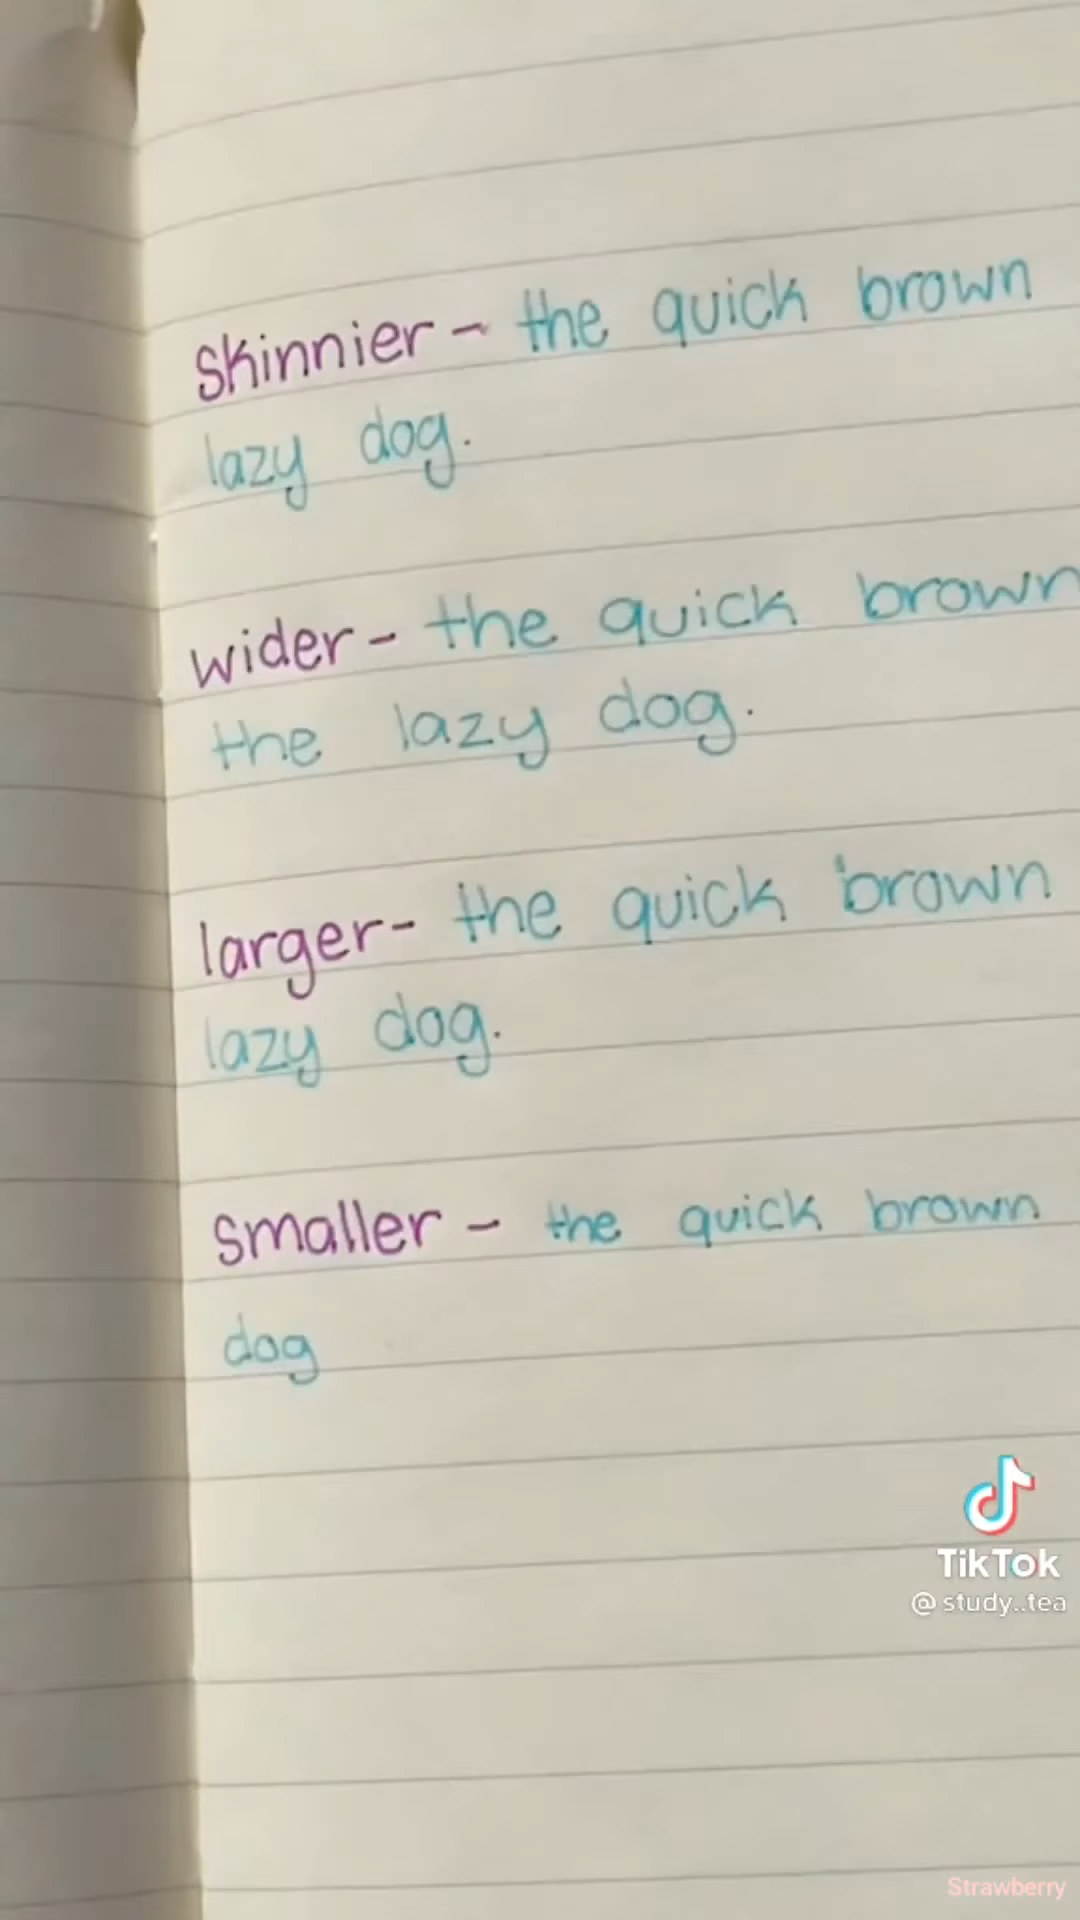 skinnier - the quick brown
lazy dog.
wider - the quick brown
the lazy dog.
larger - the quick brown
lazy dog.
smaller - the quick brown
dog
TikTok
@study..tea
Strawberry